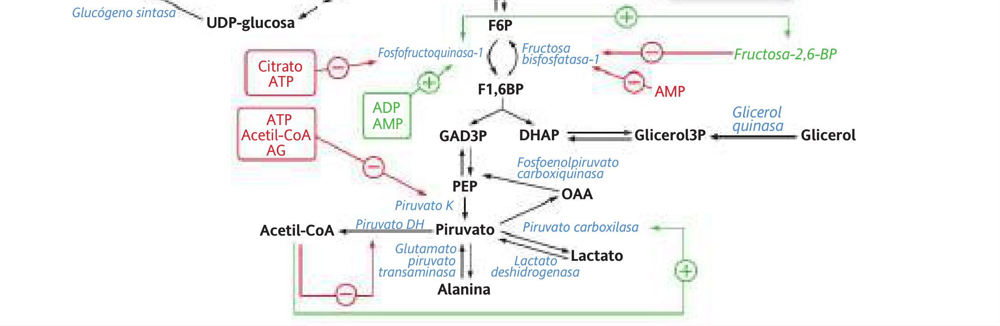 Glucógeno sintasa
UDP-glucosa
F6P
+
Fosfofructoquinasa-1
Fructosa
bisfosfatasa-1
−
Fructosa-2,6-BP
Citrato
ATP
−
+
−
AMP
F1,6BP
ADP
AMP
ATP
Acetil-CoA
AG
−
GAD3P
DHAP
Glicerol3P
Glicerol
quinasa
Glicerol
Fosfoenolpiruvato
carboxiquinasa
PEP
OAA
Piruvato K
Acetil-CoA
Piruvato DH
Piruvato
Piruvato carboxilasa
Glutamato
piruvato
transaminasa
Lactato
deshidrogenasa
Lactato
+
Alanina
−